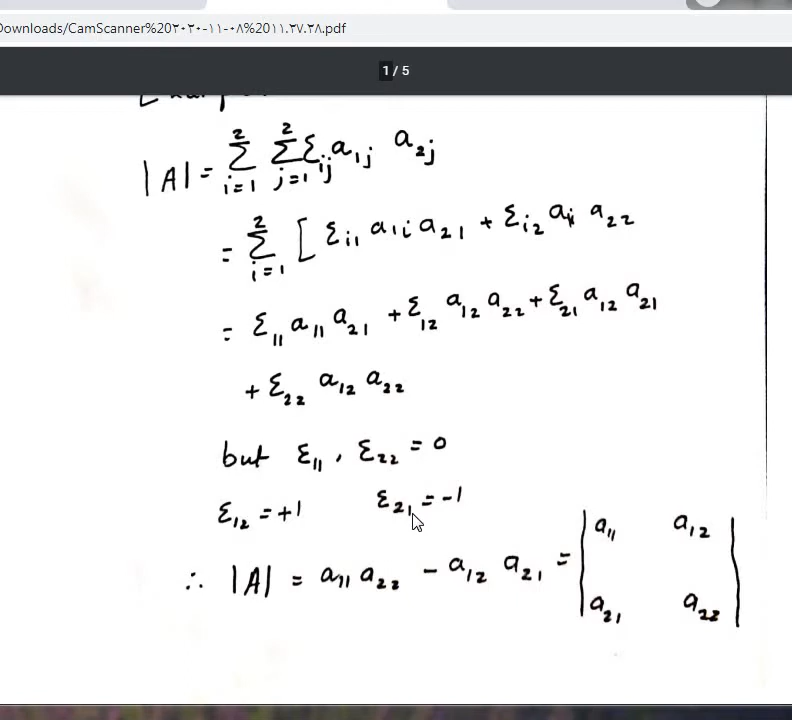 ownloads/CamScanner%20٢٠٢٠-١١-٠٨%20١١.٣٧.٢٨.pdf
1 / 5
|A| = Σ_{i=1}^{2} Σ_{j=1}^{2} ε_{ij} a_{1j} a_{2j}
= Σ_{i=1}^{2} [ ε_{i1} a_{1i} a_{21} + ε_{i2} a_{1i} a_{22}
= ε_{11} a_{11} a_{21} + ε_{12} a_{12} a_{22} + ε_{21} a_{12} a_{21}
+ ε_{22} a_{12} a_{22}
but ε_{11}, ε_{22} = 0
ε_{12} = +1 ε_{21} = -1
∴ |A| = a_{11} a_{22} - a_{12} a_{21} = | a_{11} a_{12} |
| a_{21} a_{22} |